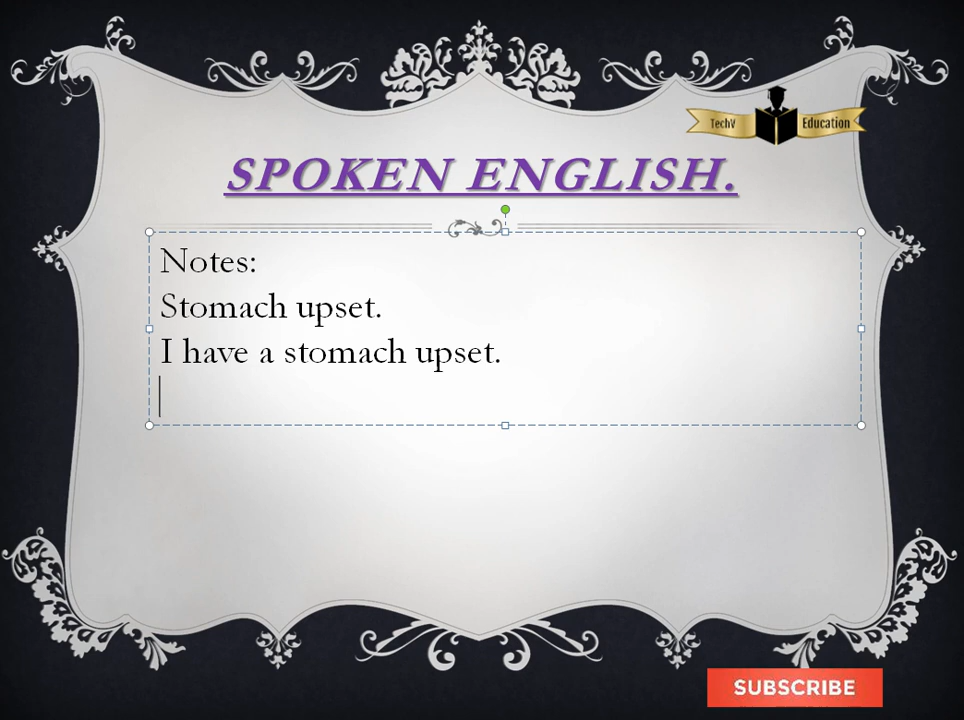 TechV Education
SPOKEN ENGLISH.
Notes:
Stomach upset.
I have a stomach upset.
SUBSCRIBE